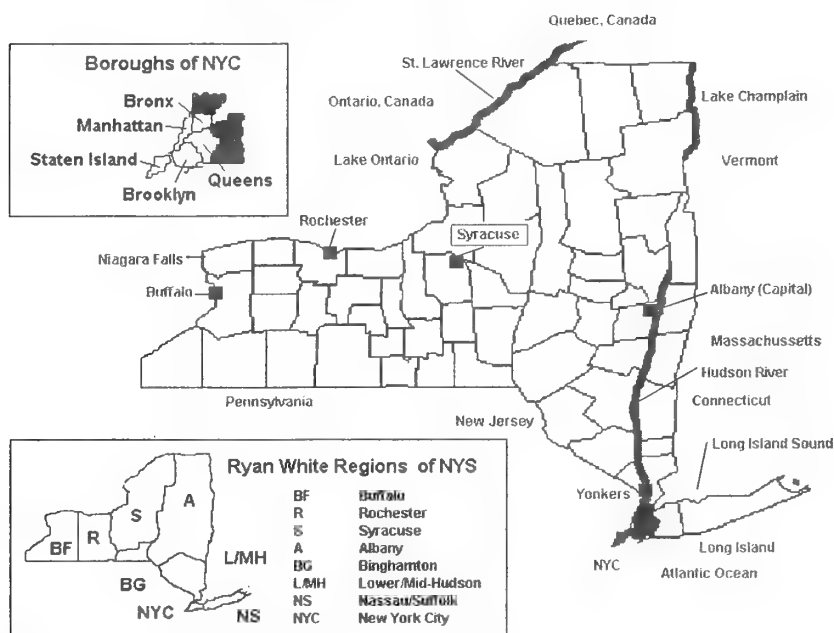 Quebec, Canada
St. Lawrence River
Ontario, Canada
Lake Champlain
Lake Ontario
Vermont
Boroughs of NYC
Bronx
Manhattan
Staten Island
Queens
Brooklyn
Rochester
Syracuse
Niagara Falls
Buffalo
Albany (Capital)
Massachussetts
Hudson River
Pennsylvania
Connecticut
New Jersey
Long Island Sound
Yonkers
Long Island
NYC
Atlantic Ocean
Ryan White Regions of NYS
BF Buffalo
R Rochester
S Syracuse
A Albany
BG Binghamton
L/MH Lower/Mid-Hudson
NS Nassau/Suffolk
NYC New York City
S
A
R
BF
L/MH
BG
NYC
NS